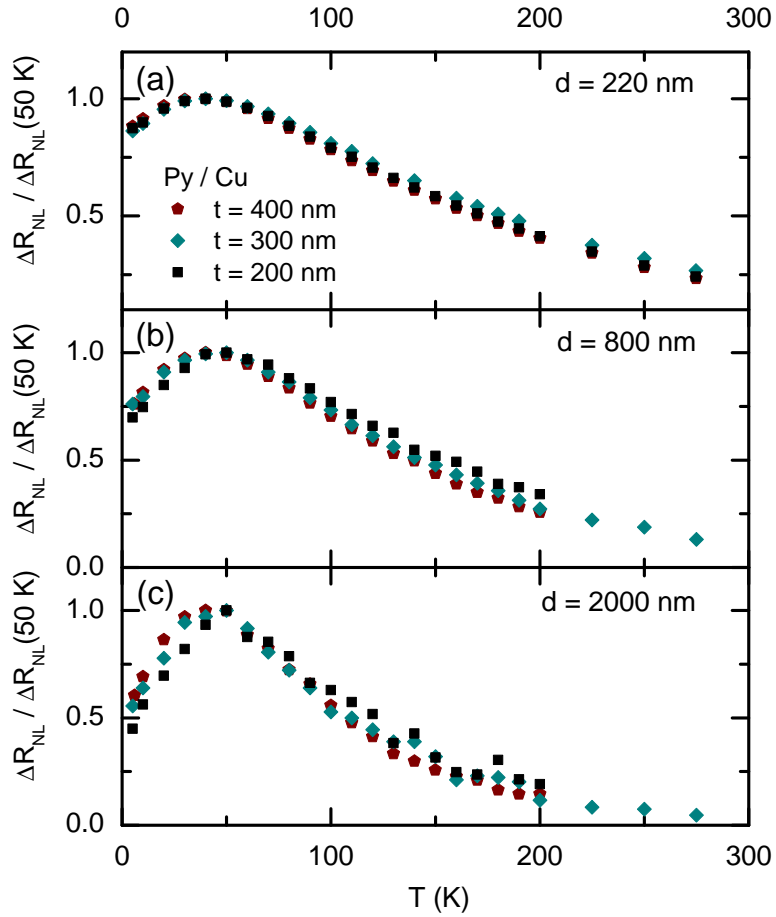 0 100 200 300
(a) d = 220 nm
1.0
0.5
ΔR_NL / ΔR_NL(50 K)
Py / Cu
t = 400 nm
t = 300 nm
t = 200 nm
(b) d = 800 nm
1.0
0.5
0.0
ΔR_NL / ΔR_NL(50 K)
(c) d = 2000 nm
1.0
0.5
0.0
ΔR_NL / ΔR_NL(50 K)
0 100 200 300
T (K)